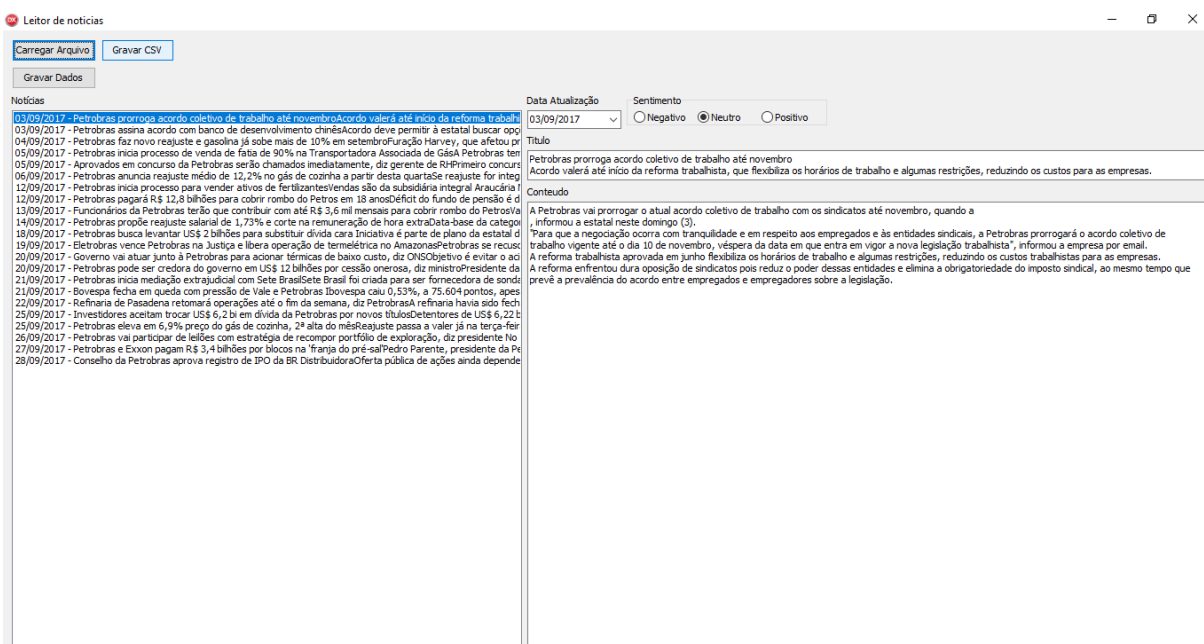 Leitor de noticias
Carregar Arquivo
Gravar CSV
Gravar Dados
Notícias
03/09/2017 - Petrobras prorroga acordo coletivo de trabalho até novembroAcordo valerá até início da reforma trabalhi
03/09/2017 - Petrobras assina acordo com banco de desenvolvimento chinêsAcordo deve permitir à estatal buscar opç
04/09/2017 - Petrobras faz novo reajuste e gasolina já sobe mais de 10% em setembroFuração Harvey, que afetou pr
05/09/2017 - Petrobras inicia processo de venda de fatia de 90% na Transportadora Associada de GásA Petrobras tem
05/09/2017 - Aprovados em concurso da Petrobras serão chamados imediatamente, diz gerente de RHPrimeiro concurs
06/09/2017 - Petrobras anuncia reajuste médio de 12,2% no gás de cozinha a partir desta quartaSe reajuste for integ
12/09/2017 - Petrobras inicia processo para vender ativos de fertilizantesVendas são da subsidiária integral Araucária
12/09/2017 - Petrobras pagará R$ 12,8 bilhões para cobrir rombo do Petros em 18 anosDéficit do fundo de pensão é d
13/09/2017 - Funcionários da Petrobras terão que contribuir com até R$ 3,6 mil mensais para cobrir rombo do PetrosVa
14/09/2017 - Petrobras propõe reajuste salarial de 1,73% e corte na remuneração de hora extraData-base da catego
18/09/2017 - Petrobras busca levantar US$ 2 bilhões para substituir dívida cara Iniciativa é parte de plano da estatal d
19/09/2017 - Eletrobras vence Petrobras na Justiça e libera operação de termelétrica no AmazonasPetrobras se recuso
20/09/2017 - Governo vai atuar junto à Petrobras para acionar térmicas de baixo custo, diz ONSObjetivo é evitar o aci
20/09/2017 - Petrobras pode ser credora do governo em US$ 12 bilhões por cessão onerosa, diz ministroPresidente da
21/09/2017 - Petrobras inicia mediação extrajudicial com Sete BrasilSete Brasil foi criada para ser fornecedora de sonda
21/09/2017 - Bovespa fecha em queda com pressão de Vale e Petrobras Ibovespa caiu 0,53%, a 75.604 pontos, apes
22/09/2017 - Refinaria de Pasadena retomará operações até o fim da semana, diz PetrobrasA refinaria havia sido fech
25/09/2017 - Investidores aceitam trocar US$ 6,2 bi em dívida da Petrobras por novos títulosDetentores de US$ 6,22 b
25/09/2017 - Petrobras eleva em 6,9% preço do gás de cozinha, 2ª alta do mêsReajuste passa a valer já na terça-feir
26/09/2017 - Petrobras vai participar de leilões com estratégia de recompor portfólio de exploração, diz presidente No
27/09/2017 - Petrobras e Exxon pagam R$ 3,4 bilhões por blocos na 'franja do pré-sal'Pedro Parente, presidente da Pe
28/09/2017 - Conselho da Petrobras aprova registro de IPO da BR DistribuidoraOferta pública de ações ainda depende
Data Atualização
03/09/2017
Sentimento
Negativo Neutro Positivo
Titulo
Petrobras prorroga acordo coletivo de trabalho até novembro
Acordo valerá até início da reforma trabalhista, que flexibiliza os horários de trabalho e algumas restrições, reduzindo os custos para as empresas.
Conteudo
A Petrobras vai prorrogar o atual acordo coletivo de trabalho com os sindicatos até novembro, quando a
, informou a estatal neste domingo (3).
"Para que a negociação ocorra com tranquilidade e em respeito aos empregados e às entidades sindicais, a Petrobras prorrogará o acordo coletivo de
trabalho vigente até o dia 10 de novembro, véspera da data em que entra em vigor a nova legislação trabalhista", informou a empresa por email.
A reforma trabalhista aprovada em junho flexibiliza os horários de trabalho e algumas restrições, reduzindo os custos trabalhistas para as empresas.
A reforma enfrentou dura oposição de sindicatos pois reduz o poder dessas entidades e elimina a obrigatoriedade do imposto sindical, ao mesmo tempo que
prevê a prevalência do acordo entre empregados e empregadores sobre a legislação.